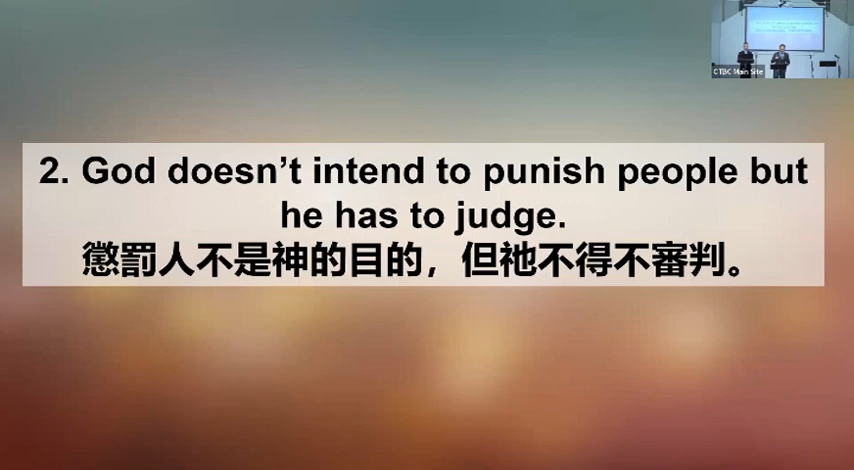 2. God doesn’t intend to punish people but
he has to judge.
懲罰人不是神的目的，但祂不得不審判。
CTBC Main Site